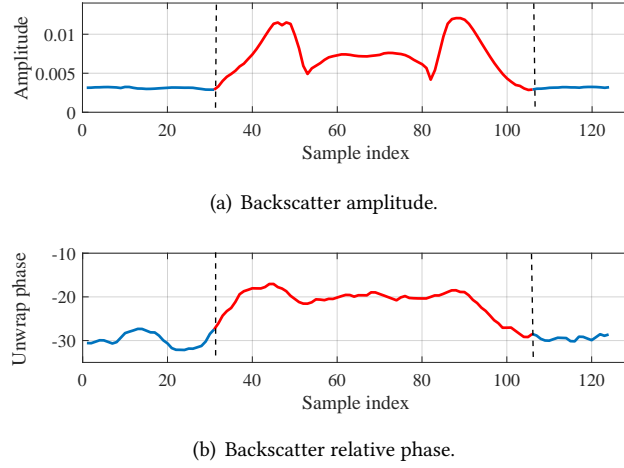 Amplitude
0.01
0.005
0
0 20 40 60 80 100 120
Sample index
(a) Backscatter amplitude.
Unwrap phase
-10
-20
-30
0 20 40 60 80 100 120
Sample index
(b) Backscatter relative phase.